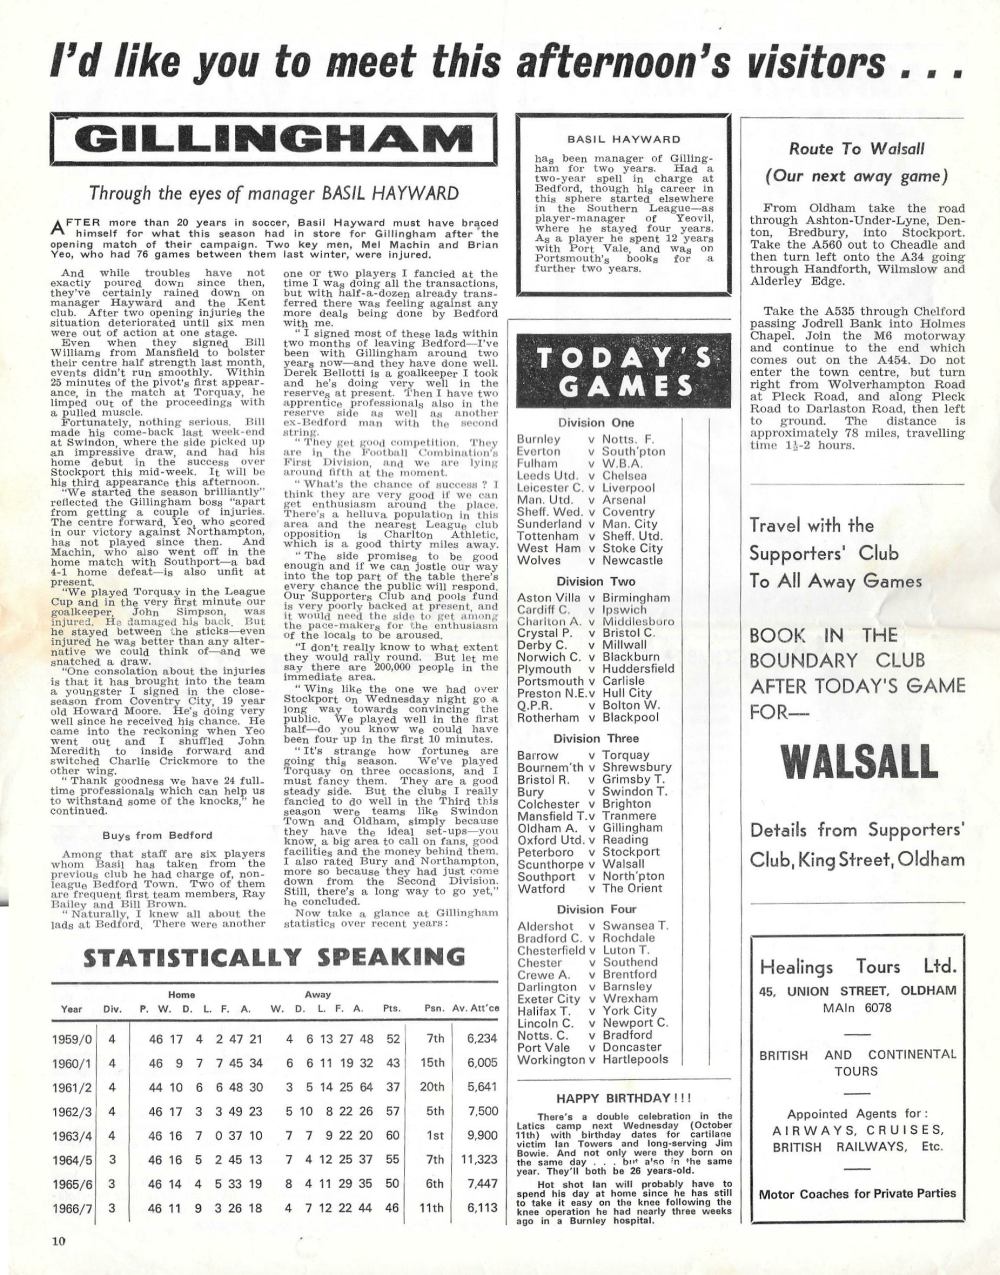 I'd like you to meet this afternoon's visitors . . .
GILLINGHAM
Through the eyes of manager BASIL HAYWARD
AFTER more than 20 years in soccer, Basil Hayward must have braced
himself for what this season had in store for Gillingham after the
opening match of their campaign. Two key men, Mel Machin and Brian
Yeo, who had 76 games between them last winter, were injured.
And while troubles have not
exactly poured down since then,
they've certainly rained down on
manager Hayward and the Kent
club. After two opening injuries the
situation deteriorated until six men
were out of action at one stage.
Even when they signed Bill
Williams from Mansfield to bolster
their centre half strength last month,
events didn't run smoothly. Within
25 minutes of the pivot's first appear-
ance, in the match at Torquay, he
limped out of the proceedings with
a pulled muscle.
Fortunately, nothing serious. Bill
made his come-back last week-end
at Swindon, where the side picked up
an impressive draw, and had his
home debut in the success over
Stockport this mid-week. It will be
his third appearance this afternoon.
"We started the season brilliantly"
reflected the Gillingham boss "apart
from getting a couple of injuries.
The centre forward, Yeo, who scored
in our victory against Northampton,
has not played since then. And
Machin, who also went off in the
home match with Southport—a bad
4-1 home defeat—is also unfit at
present.
"We played Torquay in the League
Cup and in the very first minute our
goalkeeper, John Simpson, was
injured. He damaged his back. But
he stayed between the sticks—even
injured he was better than any alter-
native we could think of—and we
snatched a draw.
"One consolation about the injuries
is that it has brought into the team
a youngster I signed in the close-
season from Coventry City, 19 year
old Howard Moore. He's doing very
well since he received his chance. He
came into the reckoning when Yeo
went out and I shuffled John
Meredith to inside forward and
switched Charlie Crickmore to the
other wing.
" Thank goodness we have 24 full-
time professionals which can help us
to withstand some of the knocks," he
continued.
Buys from Bedford
Among that staff are six players
whom Basil has taken from the
previous club he had charge of, non-
league Bedford Town. Two of them
are frequent first team members, Ray
Bailey and Bill Brown.
" Naturally, I knew all about the
lads at Bedford. There were another
one or two players I fancied at the
time I was doing all the transactions,
but with half-a-dozen already trans-
ferred there was feeling against any
more deals being done by Bedford
with me.
" I signed most of these lads within
two months of leaving Bedford—I've
been with Gillingham around two
years now—and they have done well.
Derek Bellotti is a goalkeeper I took
and he's doing very well in the
reserves at present. Then I have two
apprentice professionals also in the
reserve side as well as another
ex-Bedford man with the second
string.
" They get good competition. They
are in the Football Combination's
First Division, and we are lying
around fifth at the moment.
" What's the chance of success ? I
think they are very good if we can
get enthusiasm around the place.
There's a helluva population in this
area and the nearest League club
opposition is Charlton Athletic,
which is a good thirty miles away.
" The side promises to be good
enough and if we can jostle our way
into the top part of the table there's
every chance the public will respond.
Our Supporters Club and pools fund
is very poorly backed at present, and
it would need the side to get among
the pace-makers for the enthusiasm
of the locals to be aroused.
"I don't really know to what extent
they would rally round. But let me
say there are 200,000 people in the
immediate area.
" Wins like the one we had over
Stockport on Wednesday night go a
long way towards convincing the
public. We played well in the first
half—do you know we could have
been four up in the first 10 minutes.
" It's strange how fortunes are
going this season. We've played
Torquay on three occasions, and I
must fancy them. They are a good
steady side. But the clubs I really
fancied to do well in the Third this
season were teams like Swindon
Town and Oldham, simply because
they have the ideal set-ups—you
know, a big area to call on fans, good
facilities and the money behind them.
I also rated Bury and Northampton,
more so because they had just come
down from the Second Division.
Still, there's a long way to go yet,"
he concluded.
Now take a glance at Gillingham
statistics over recent years :
STATISTICALLY SPEAKING
Home Away
Year Div. P. W. D. L. F. A. W. D. L. F. A. Pts. Psn. Av. Att'ce
1959/0 4 46 17 4 2 47 21 4 6 13 27 48 52 7th 6,234
1960/1 4 46 9 7 7 45 34 6 6 11 19 32 43 15th 6,005
1961/2 4 44 10 6 6 48 30 3 5 14 25 64 37 20th 5,641
1962/3 4 46 17 3 3 49 23 5 10 8 22 26 57 5th 7,500
1963/4 4 46 16 7 0 37 10 7 7 9 22 20 60 1st 9,900
1964/5 3 46 16 5 2 45 13 7 4 12 25 37 55 7th 11,323
1965/6 3 46 14 4 5 33 19 8 4 11 29 35 50 6th 7,447
1966/7 3 46 11 9 3 26 18 4 7 12 22 44 46 11th 6,113
10
BASIL HAYWARD
has been manager of Gilling-
ham for two years. Had a
two-year spell in charge at
Bedford, though his career in
this sphere started elsewhere
in the Southern League—as
player-manager of Yeovil,
where he stayed four years.
As a player he spent 12 years
with Port Vale, and was on
Portsmouth's books for a
further two years.
TODAY'S
GAMES
Division One
Burnley v Notts. F.
Everton v South'pton
Fulham v W.B.A.
Leeds Utd. v Chelsea
Leicester C. v Liverpool
Man. Utd. v Arsenal
Sheff. Wed. v Coventry
Sunderland v Man. City
Tottenham v Sheff. Utd.
West Ham v Stoke City
Wolves v Newcastle
Division Two
Aston Villa v Birmingham
Cardiff C. v Ipswich
Charlton A. v Middlesboro
Crystal P. v Bristol C.
Derby C. v Millwall
Norwich C. v Blackburn
Plymouth v Huddersfield
Portsmouth v Carlisle
Preston N.E. v Hull City
Q.P.R. v Bolton W.
Rotherham v Blackpool
Division Three
Barrow v Torquay
Bournem'th v Shrewsbury
Bristol R. v Grimsby T.
Bury v Swindon T.
Colchester v Brighton
Mansfield T. v Tranmere
Oldham A. v Gillingham
Oxford Utd. v Reading
Peterboro v Stockport
Scunthorpe v Walsall
Southport v North'pton
Watford v The Orient
Division Four
Aldershot v Swansea T.
Bradford C. v Rochdale
Chesterfield v Luton T.
Chester v Southend
Crewe A. v Brentford
Darlington v Barnsley
Exeter City v Wrexham
Halifax T. v York City
Lincoln C. v Newport C.
Notts. C. v Bradford
Port Vale v Doncaster
Workington v Hartlepools
HAPPY BIRTHDAY ! ! !
There's a double celebration in the
Latics camp next Wednesday (October
11th) with birthday dates for cartilage
victim Ian Towers and long-serving Jim
Bowie. And not only were they born on
the same day . . . but also in the same
year. They'll both be 26 years-old.
Hot shot Ian will probably have to
spend his day at home since he has still
to take it easy on the knee following the
knee operation he had nearly three weeks
ago in a Burnley hospital.
Route To Walsall
(Our next away game)
From Oldham take the road
through Ashton-Under-Lyne, Den-
ton, Bredbury, into Stockport.
Take the A560 out to Cheadle and
then turn left onto the A34 going
through Handforth, Wilmslow and
Alderley Edge.
Take the A535 through Chelford
passing Jodrell Bank into Holmes
Chapel. Join the M6 motorway
and continue to the end which
comes out on the A454. Do not
enter the town centre, but turn
right from Wolverhampton Road
at Pleck Road, and along Pleck
Road to Darlaston Road, then left
to ground. The distance is
approximately 78 miles, travelling
time 1½-2 hours.
Travel with the
Supporters' Club
To All Away Games
BOOK IN THE
BOUNDARY CLUB
AFTER TODAY'S GAME
FOR—
WALSALL
Details from Supporters'
Club, King Street, Oldham
Healings Tours Ltd.
45, UNION STREET, OLDHAM
MAIn 6078
BRITISH AND CONTINENTAL
TOURS
Appointed Agents for :
AIRWAYS, CRUISES,
BRITISH RAILWAYS, Etc.
Motor Coaches for Private Parties